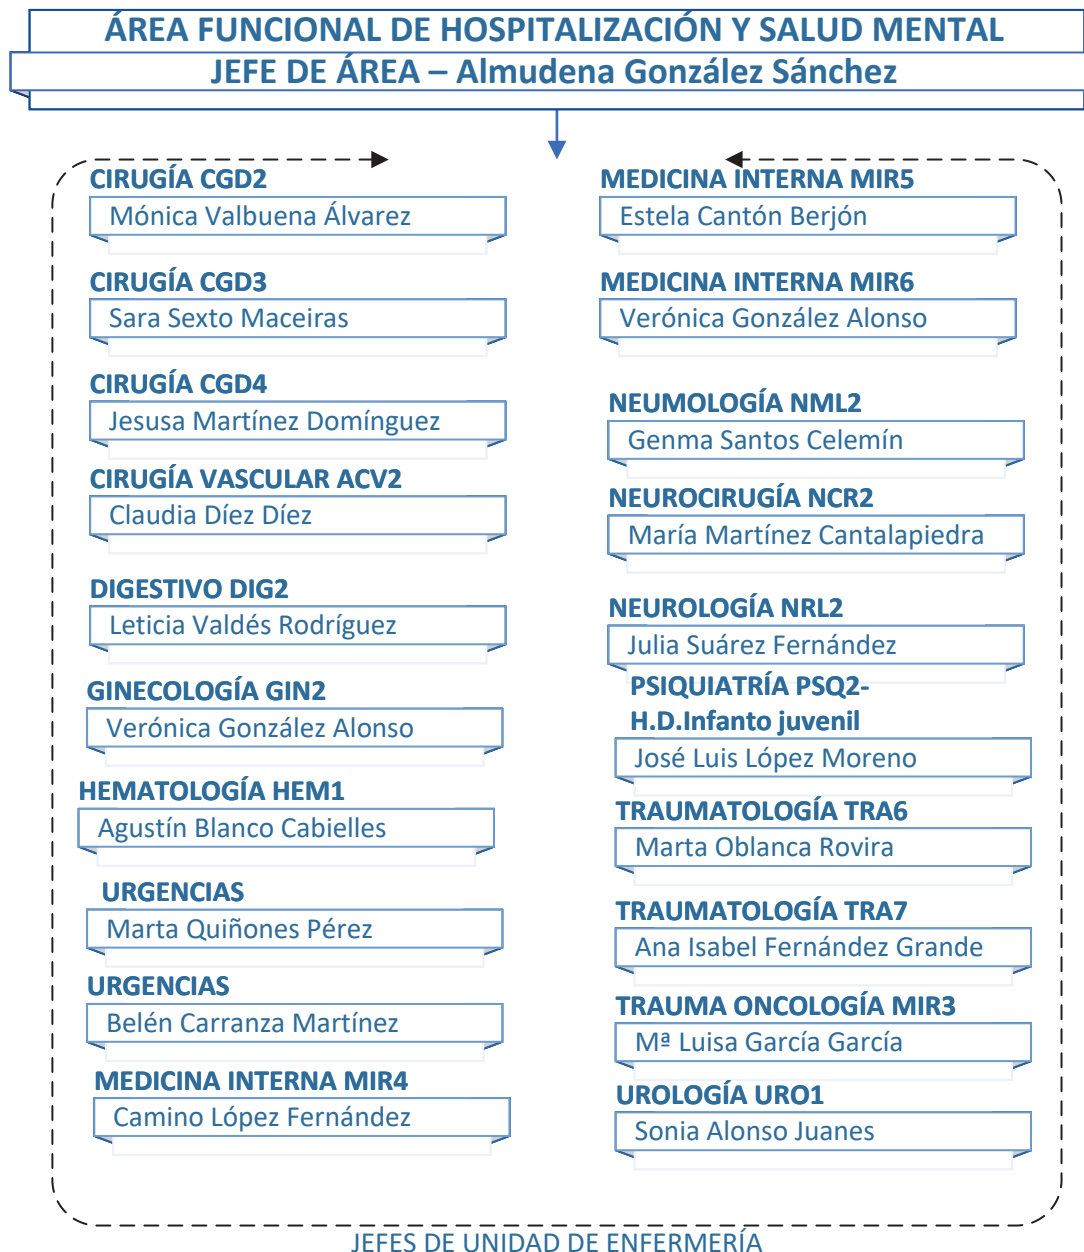 ÁREA FUNCIONAL DE HOSPITALIZACIÓN Y SALUD MENTAL
JEFE DE ÁREA – Almudena González Sánchez
CIRUGÍA CGD2
Mónica Valbuena Álvarez
CIRUGÍA CGD3
Sara Sexto Maceiras
CIRUGÍA CGD4
Jesusa Martínez Domínguez
CIRUGÍA VASCULAR ACV2
Claudia Díez Díez
DIGESTIVO DIG2
Leticia Valdés Rodríguez
GINECOLOGÍA GIN2
Verónica González Alonso
HEMATOLOGÍA HEM1
Agustín Blanco Cabielles
URGENCIAS
Marta Quiñones Pérez
URGENCIAS
Belén Carranza Martínez
MEDICINA INTERNA MIR4
Camino López Fernández
MEDICINA INTERNA MIR5
Estela Cantón Berjón
MEDICINA INTERNA MIR6
Verónica González Alonso
NEUMOLOGÍA NML2
Genma Santos Celemín
NEUROCIRUGÍA NCR2
María Martínez Cantalapiedra
NEUROLOGÍA NRL2
Julia Suárez Fernández
PSIQUIATRÍA PSQ2-
H.D.Infanto juvenil
José Luis López Moreno
TRAUMATOLOGÍA TRA6
Marta Oblanca Rovira
TRAUMATOLOGÍA TRA7
Ana Isabel Fernández Grande
TRAUMA ONCOLOGÍA MIR3
Mª Luisa García García
UROLOGÍA URO1
Sonia Alonso Juanes
JEFES DE UNIDAD DE ENFERMERÍA